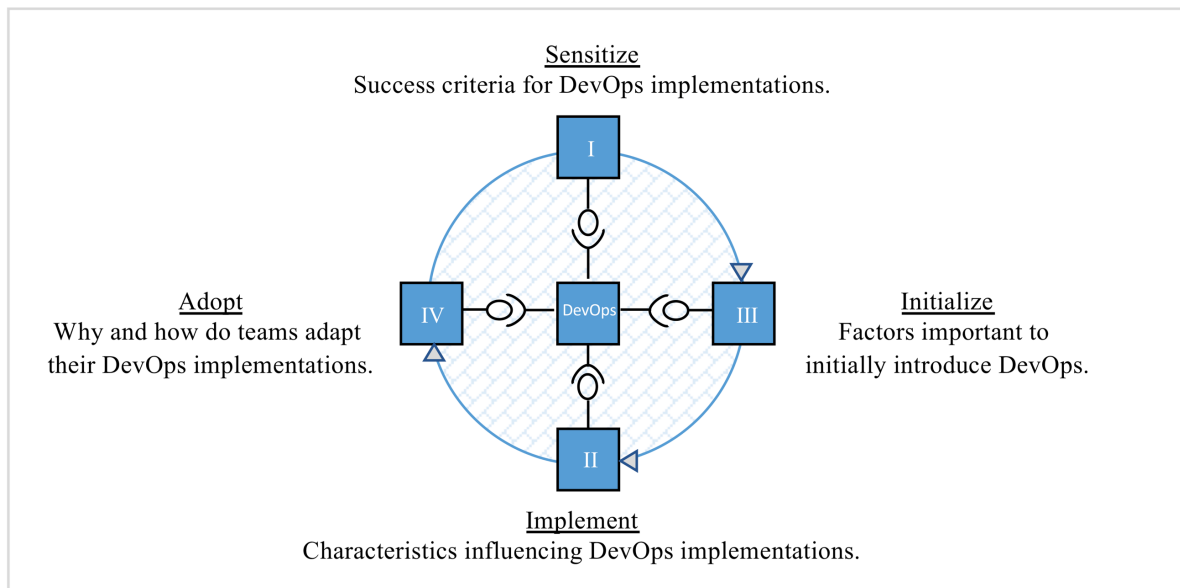 Sensitize
Success criteria for DevOps implementations.
I
Adopt
Why and how do teams adapt
their DevOps implementations.
IV
DevOps
III
Initialize
Factors important to
initially introduce DevOps.
II
Implement
Characteristics influencing DevOps implementations.